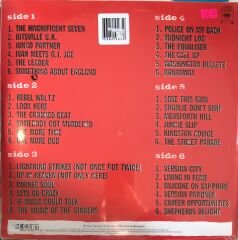 side 1
1. THE MAGNIFICENT SEVEN
2. HITSVILLE U.K.
3. JUNCO PARTNER
4. IVAN MEETS G.I. JOE
5. THE LEADER
6. SOMETHING ABOUT ENGLAND
side 2
1. REBEL WALTZ
2. LOOK HERE
3. THE CROOKED BEAT
4. SOMEBODY GOT MURDERED
5. ONE MORE TIME
6. ONE MORE DUB
side 3
1. LIGHTNING STRIKES (NOT ONCE BUT TWICE)
2. UP IN HEAVEN (NOT ONLY HERE)
3. CORNER SOUL
4. LET'S GO CRAZY
5. IF MUSIC COULD TALK
6. THE SOUND OF THE SINNERS
side 4
1. POLICE ON MY BACK
2. MIDNIGHT LOG
3. THE EQUALISER
4. THE CALL UP
5. WASHINGTON BULLETS
6. BROADWAY
side 5
1. LOSE THIS SKIN
2. CHARLIE DON'T SURF
3. MENSFORTH HILL
4. JUNKIE SLIP
5. KINGSTON ADVICE
6. THE STREET PARADE
side 6
1. VERSION CITY
2. LIVING IN FAME
3. SILICONE ON SAPPHIRE
4. VERSION PARDNER
5. CAREER OPPORTUNITIES
6. SHEPHERDS DELIGHT